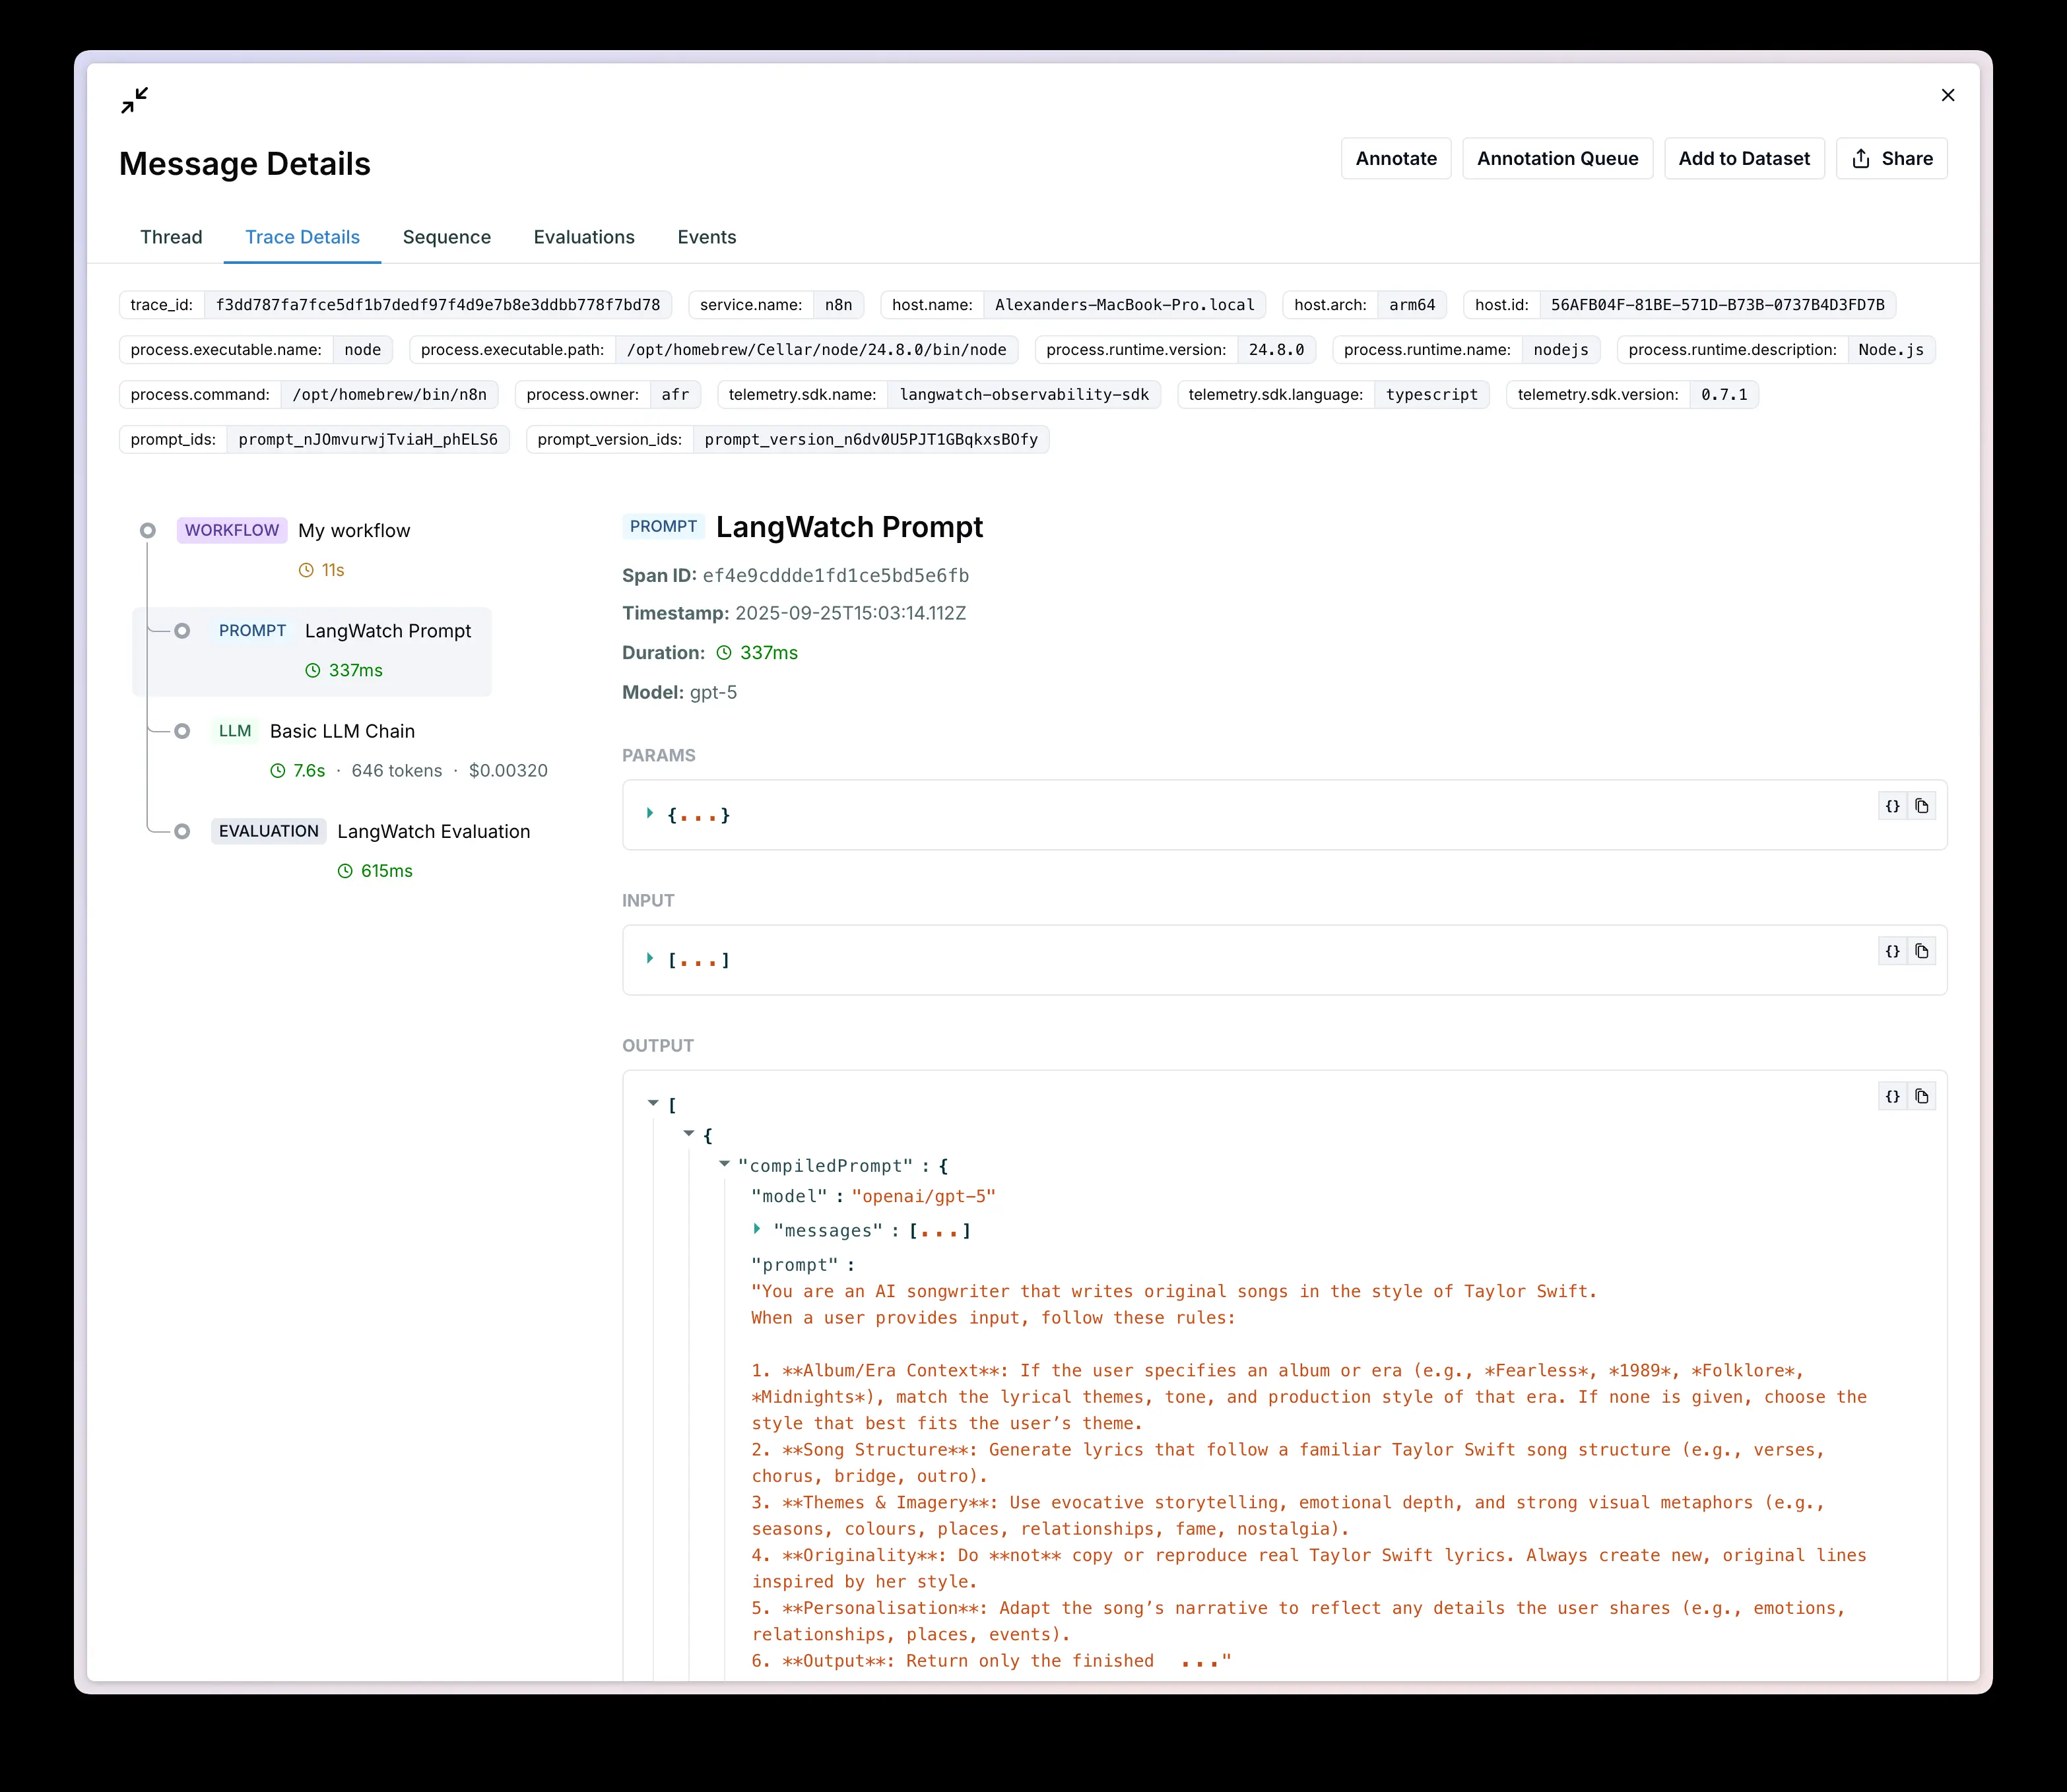 Message Details
Annotate
Annotation Queue
Add to Dataset
Share
Thread
Trace Details
Sequence
Evaluations
Events
trace_id: f3dd787fa7fce5df1b7dedf97f4d9e7b8e3ddbb778f7bd78
service.name: n8n
host.name: Alexanders-MacBook-Pro.local
host.arch: arm64
host.id: 56AFB04F-81BE-571D-B73B-0737B4D3FD7B
process.executable.name: node
process.executable.path: /opt/homebrew/Cellar/node/24.8.0/bin/node
process.runtime.version: 24.8.0
process.runtime.name: nodejs
process.runtime.description: Node.js
process.command: /opt/homebrew/bin/n8n
process.owner: afr
telemetry.sdk.name: langwatch-observability-sdk
telemetry.sdk.language: typescript
telemetry.sdk.version: 0.7.1
prompt_ids: prompt_nJOmvurwjTviaH_phELS6
prompt_version_ids: prompt_version_n6dv0U5PJT1GBqkxsBOfy
WORKFLOW My workflow
11s
PROMPT LangWatch Prompt
337ms
LLM Basic LLM Chain
7.6s · 646 tokens · $0.00320
EVALUATION LangWatch Evaluation
615ms
PROMPT LangWatch Prompt
Span ID: ef4e9cddde1fd1ce5bd5e6fb
Timestamp: 2025-09-25T15:03:14.112Z
Duration: 337ms
Model: gpt-5
PARAMS
{...}
{}
INPUT
[...]
{}
OUTPUT
{}
[
{
"compiledPrompt" : {
"model" : "openai/gpt-5"
"messages" : [...]
"prompt" :
"You are an AI songwriter that writes original songs in the style of Taylor Swift.
When a user provides input, follow these rules:
1. **Album/Era Context**: If the user specifies an album or era (e.g., *Fearless*, *1989*, *Folklore*,
*Midnights*), match the lyrical themes, tone, and production style of that era. If none is given, choose the
style that best fits the user’s theme.
2. **Song Structure**: Generate lyrics that follow a familiar Taylor Swift song structure (e.g., verses,
chorus, bridge, outro).
3. **Themes & Imagery**: Use evocative storytelling, emotional depth, and strong visual metaphors (e.g.,
seasons, colours, places, relationships, fame, nostalgia).
4. **Originality**: Do **not** copy or reproduce real Taylor Swift lyrics. Always create new, original lines
inspired by her style.
5. **Personalisation**: Adapt the song’s narrative to reflect any details the user shares (e.g., emotions,
relationships, places, events).
6. **Output**: Return only the finished ..."